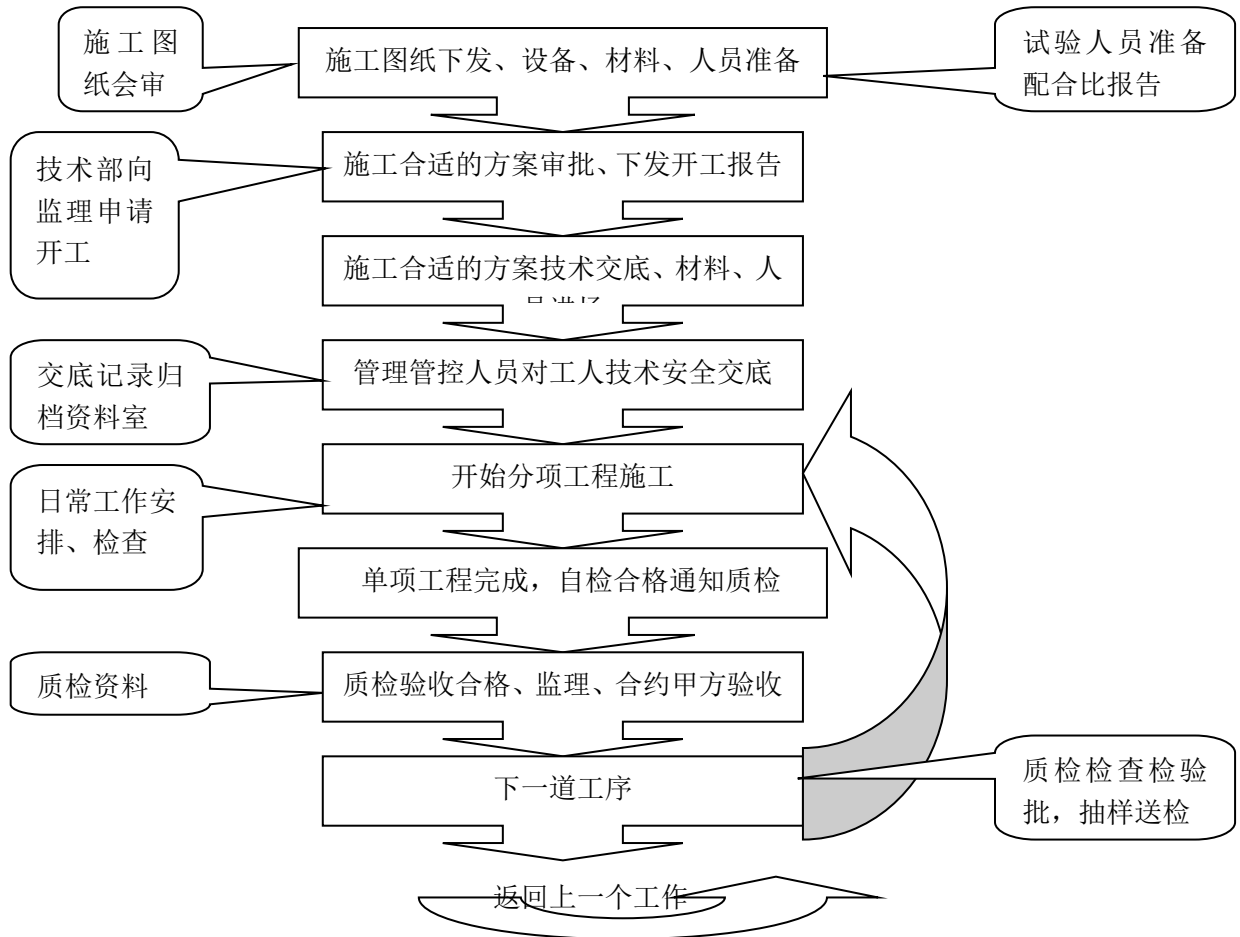 施工图
纸会审
施工图纸下发、设备、材料、人员准备
试验人员准备
配合比报告
技术部向
监理申请
开工
施工合适的方案审批、下发开工报告
施工合适的方案技术交底、材料、人
员进场
交底记录归
档资料室
管理管控人员对工人技术安全交底
日常工作安
排、检查
开始分项工程施工
单项工程完成，自检合格通知质检
质检资料
质检验收合格、监理、合约甲方验收
下一道工序
质检检查检验
批，抽样送检
返回上一个工作